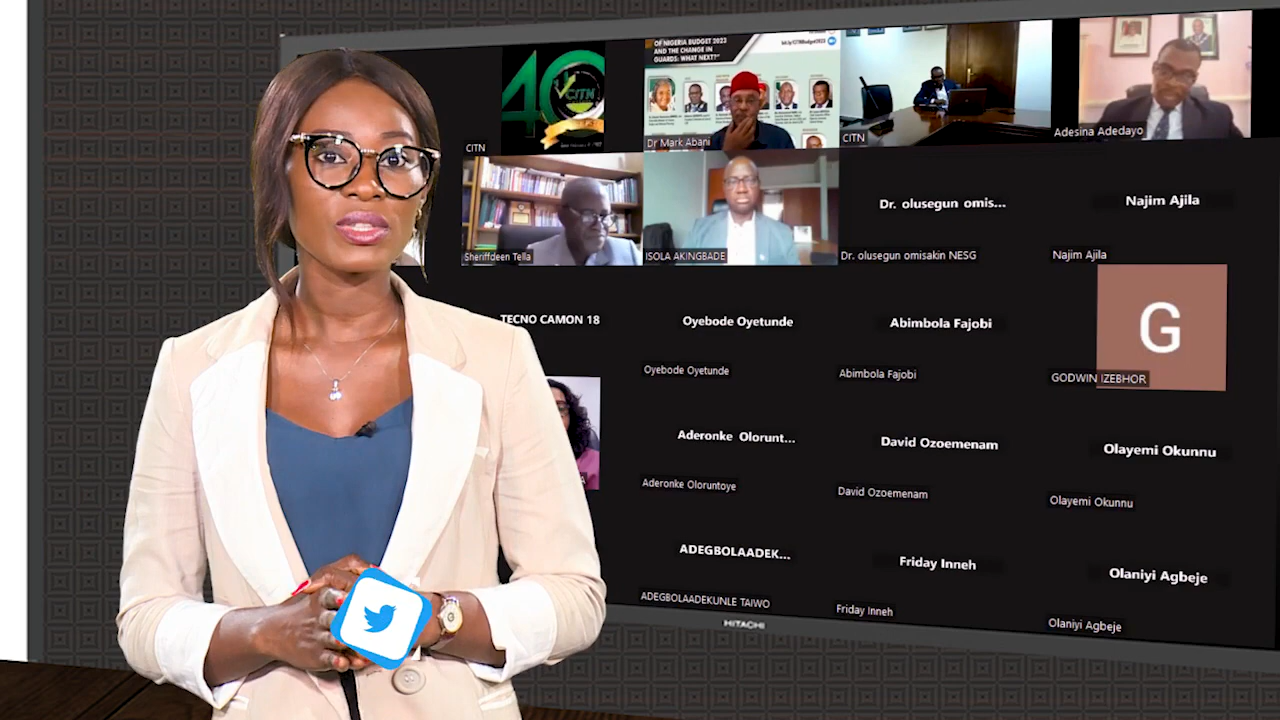 40
CITN
CITN
OF NIGERIA BUDGET 2023
AND THE CHANGE IN
GUARDS: WHAT NEXT?"
Dr Mark Abani
CITN
Adesina Adedayo
Sheriffdeen Tella
ISOLA AKINGBADE
Dr. olusegun omis...
Dr. olusegun omisakin NESG
Najim Ajila
Najim Ajila
TECNO CAMON 18
Oyebode Oyetunde
Oyebode Oyetunde
Abimbola Fajobi
Abimbola Fajobi
G
GODWIN IZEBHOR
Aderonke Olorunt...
Aderonke Oloruntoye
David Ozoemenam
David Ozoemenam
Olayemi Okunnu
Olayemi Okunnu
ADEGBOLAADEK...
ADEGBOLAADEKUNLE TAIWO
Friday Inneh
Friday Inneh
Olaniyi Agbeje
Olaniyi Agbeje
HITACHI